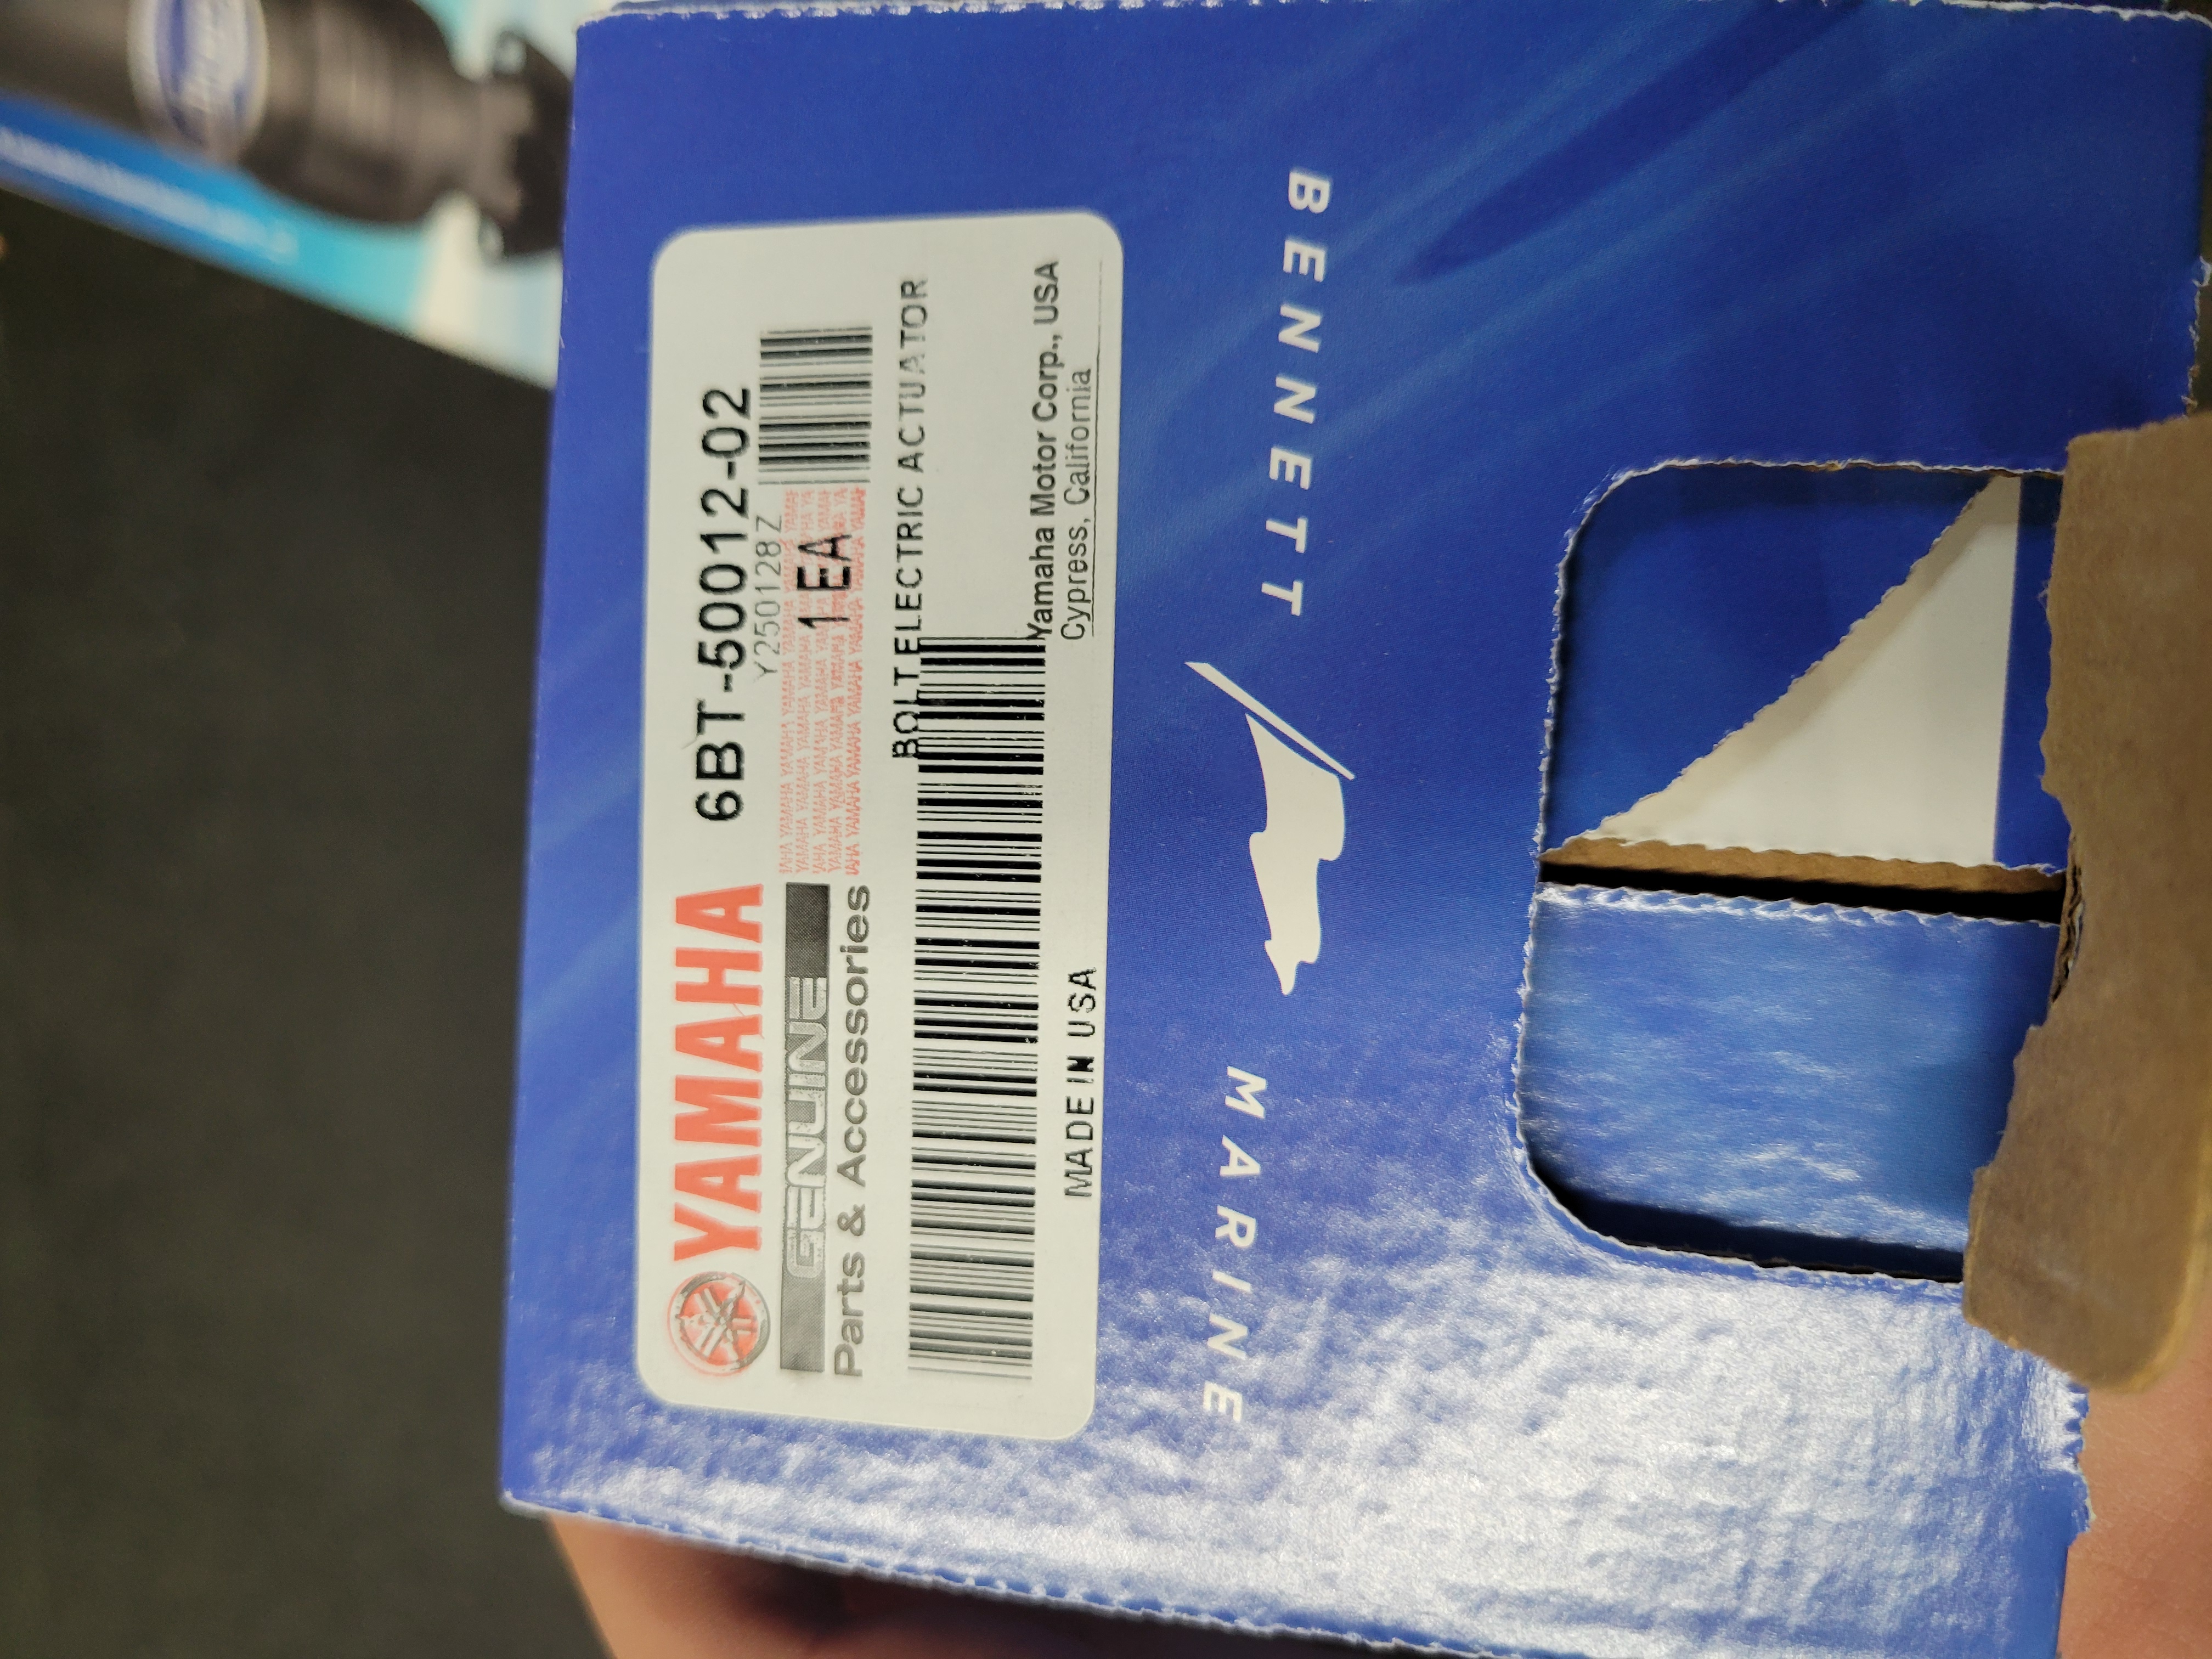 YAMAHA
6BT-50012-02
Y250128Z
GENUINE
1 EA
Parts & Accessories
BOLT ELECTRIC ACTUATOR
Yamaha Motor Corp., USA
MADE IN USA
Cypress, California
BENNETT
MARINE